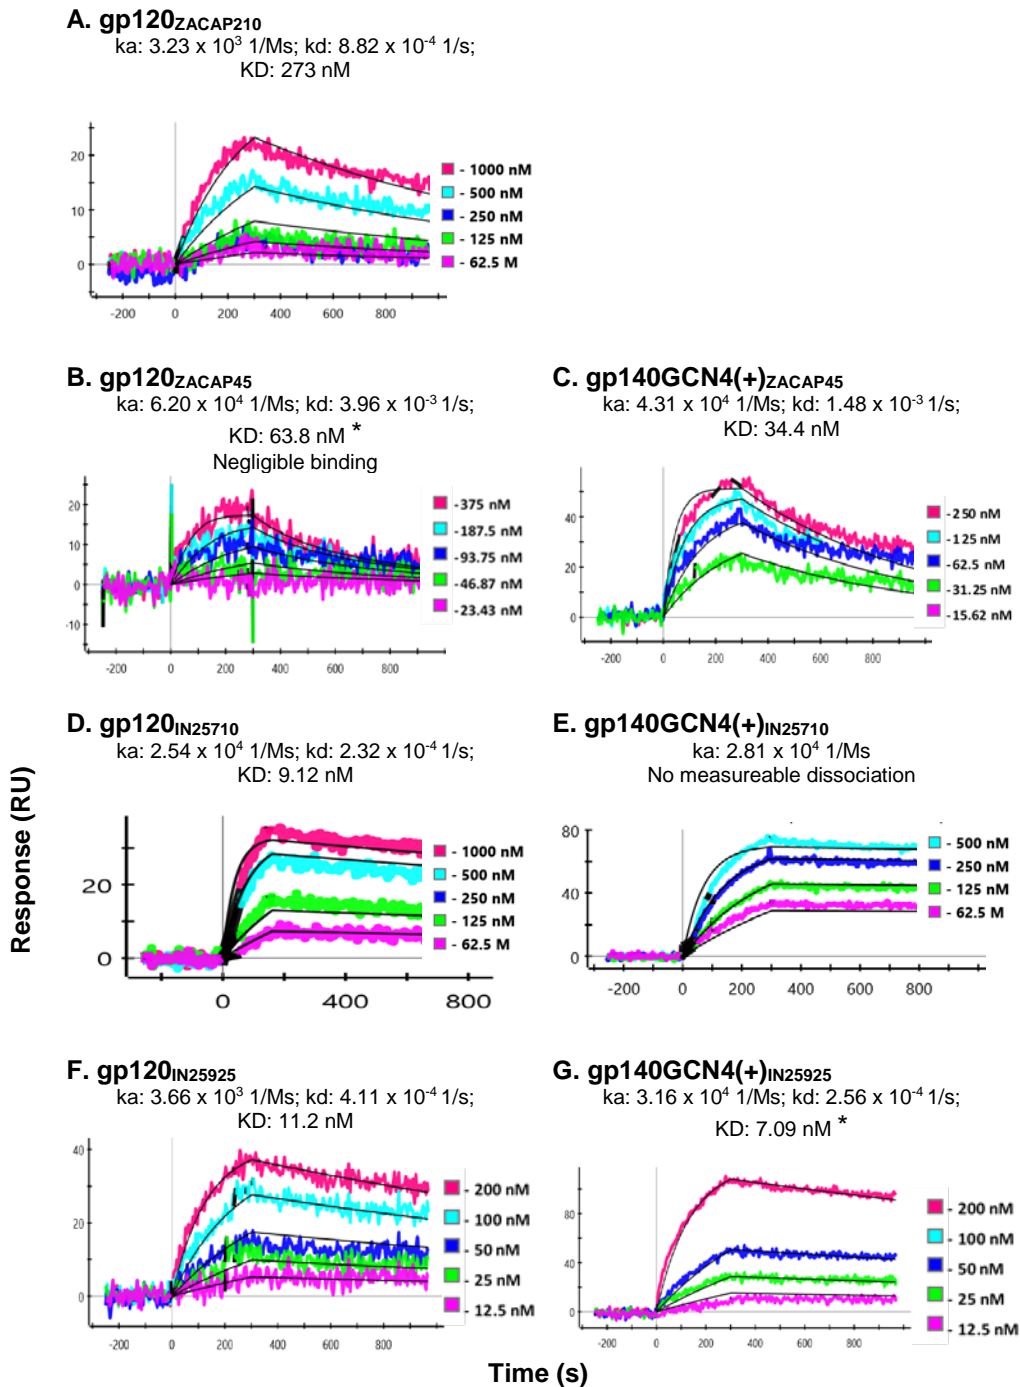 A. gp120ZACAP210
ka: 3.23 x 10³ 1/Ms; kd: 8.82 x 10⁻⁴ 1/s;
KD: 273 nM
20
10
0
-200 0 200 400 600 800
- 1000 nM
- 500 nM
- 250 nM
- 125 nM
- 62.5 M
B. gp120ZACAP45
ka: 6.20 x 10⁴ 1/Ms; kd: 3.96 x 10⁻³ 1/s;
KD: 63.8 nM *
Negligible binding
20
10
0
-10
-200 0 200 400 600 800
-375 nM
-187.5 nM
-93.75 nM
-46.87 nM
-23.43 nM
C. gp140GCN4(+)ZACAP45
ka: 4.31 x 10⁴ 1/Ms; kd: 1.48 x 10⁻³ 1/s;
KD: 34.4 nM
40
20
0
-200 0 200 400 600 800
-250 nM
-125 nM
-62.5 nM
-31.25 nM
-15.62 nM
D. gp120IN25710
ka: 2.54 x 10⁴ 1/Ms; kd: 2.32 x 10⁻⁴ 1/s;
KD: 9.12 nM
20
0
0 400 800
- 1000 nM
- 500 nM
- 250 nM
- 125 nM
- 62.5 M
E. gp140GCN4(+)IN25710
ka: 2.81 x 10⁴ 1/Ms
No measureable dissociation
80
40
0
-200 0 200 400 600 800
- 500 nM
- 250 nM
- 125 nM
- 62.5 M
Response (RU)
F. gp120IN25925
ka: 3.66 x 10³ 1/Ms; kd: 4.11 x 10⁻⁴ 1/s;
KD: 11.2 nM
40
20
0
-200 0 200 400 600 800
- 200 nM
- 100 nM
- 50 nM
- 25 nM
- 12.5 nM
G. gp140GCN4(+)IN25925
ka: 3.16 x 10⁴ 1/Ms; kd: 2.56 x 10⁻⁴ 1/s;
KD: 7.09 nM *
80
40
0
-200 0 200 400 600 800
- 200 nM
- 100 nM
- 50 nM
- 25 nM
- 12.5 nM
Time (s)